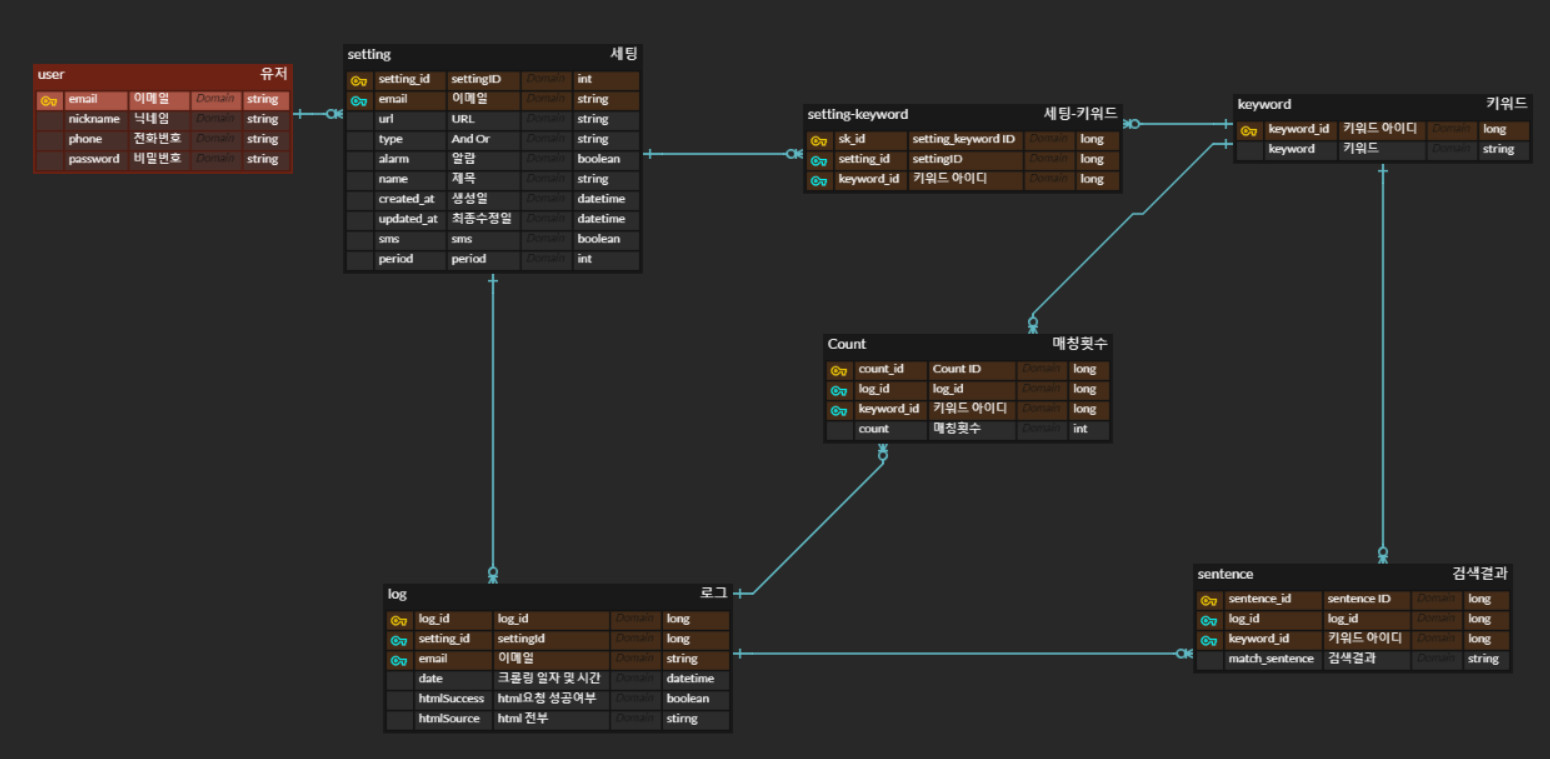 user 유저
email 이메일 Domain string
nickname 닉네임 Domain string
phone 전화번호 Domain string
password 비밀번호 Domain string
setting 세팅
setting_id settingID Domain int
email 이메일 Domain string
url URL Domain string
type And Or Domain string
alarm 알람 Domain boolean
name 제목 Domain string
created_at 생성일 Domain datetime
updated_at 최종수정일 Domain datetime
sms sms Domain boolean
period period Domain int
setting-keyword 세팅-키워드
sk_id setting_keyword ID Domain long
setting_id settingID Domain long
keyword_id 키워드 아이디 Domain long
keyword 키워드
keyword_id 키워드 아이디 Domain long
keyword 키워드 Domain string
Count 매칭횟수
count_id Count ID Domain long
log_id log_id Domain long
keyword_id 키워드 아이디 Domain long
count 매칭횟수 Domain int
log 로그
log_id log_id Domain long
setting_id settingId Domain long
email 이메일 Domain string
date 크롤링 일자 및 시간 Domain datetime
htmlSuccess html요청 성공여부 Domain boolean
htmlSource html 전부 Domain stirng
sentence 검색결과
sentence_id sentence ID Domain long
log_id log_id Domain long
keyword_id 키워드 아이디 Domain long
match_sentence 검색결과 Domain string